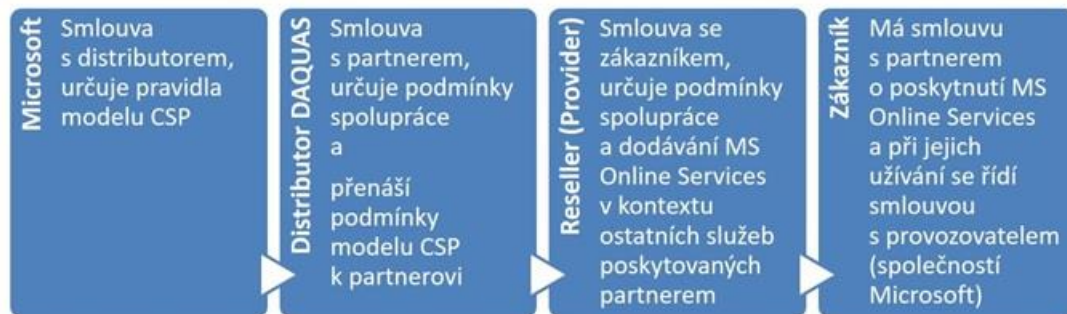 Microsoft
Smlouva
s distributorem,
určuje pravidla
modelu CSP
Distributor DAQUAS
Smlouva
s partnerem,
určuje podmínky
spolupráce
a
přenáší
podmínky
modelu CSP
k partnerovi
Reseller (Provider)
Smlouva se
zákazníkem,
určuje podmínky
spolupráce
a dodávání MS
Online Services
v kontextu
ostatních služeb
poskytovaných
partnerem
Zákazník
Má smlouvu
s partnerem
o poskytnutí MS
Online Services
a při jejich
užívání se řídí
smlouvou
s provozovatelem
(společností
Microsoft)